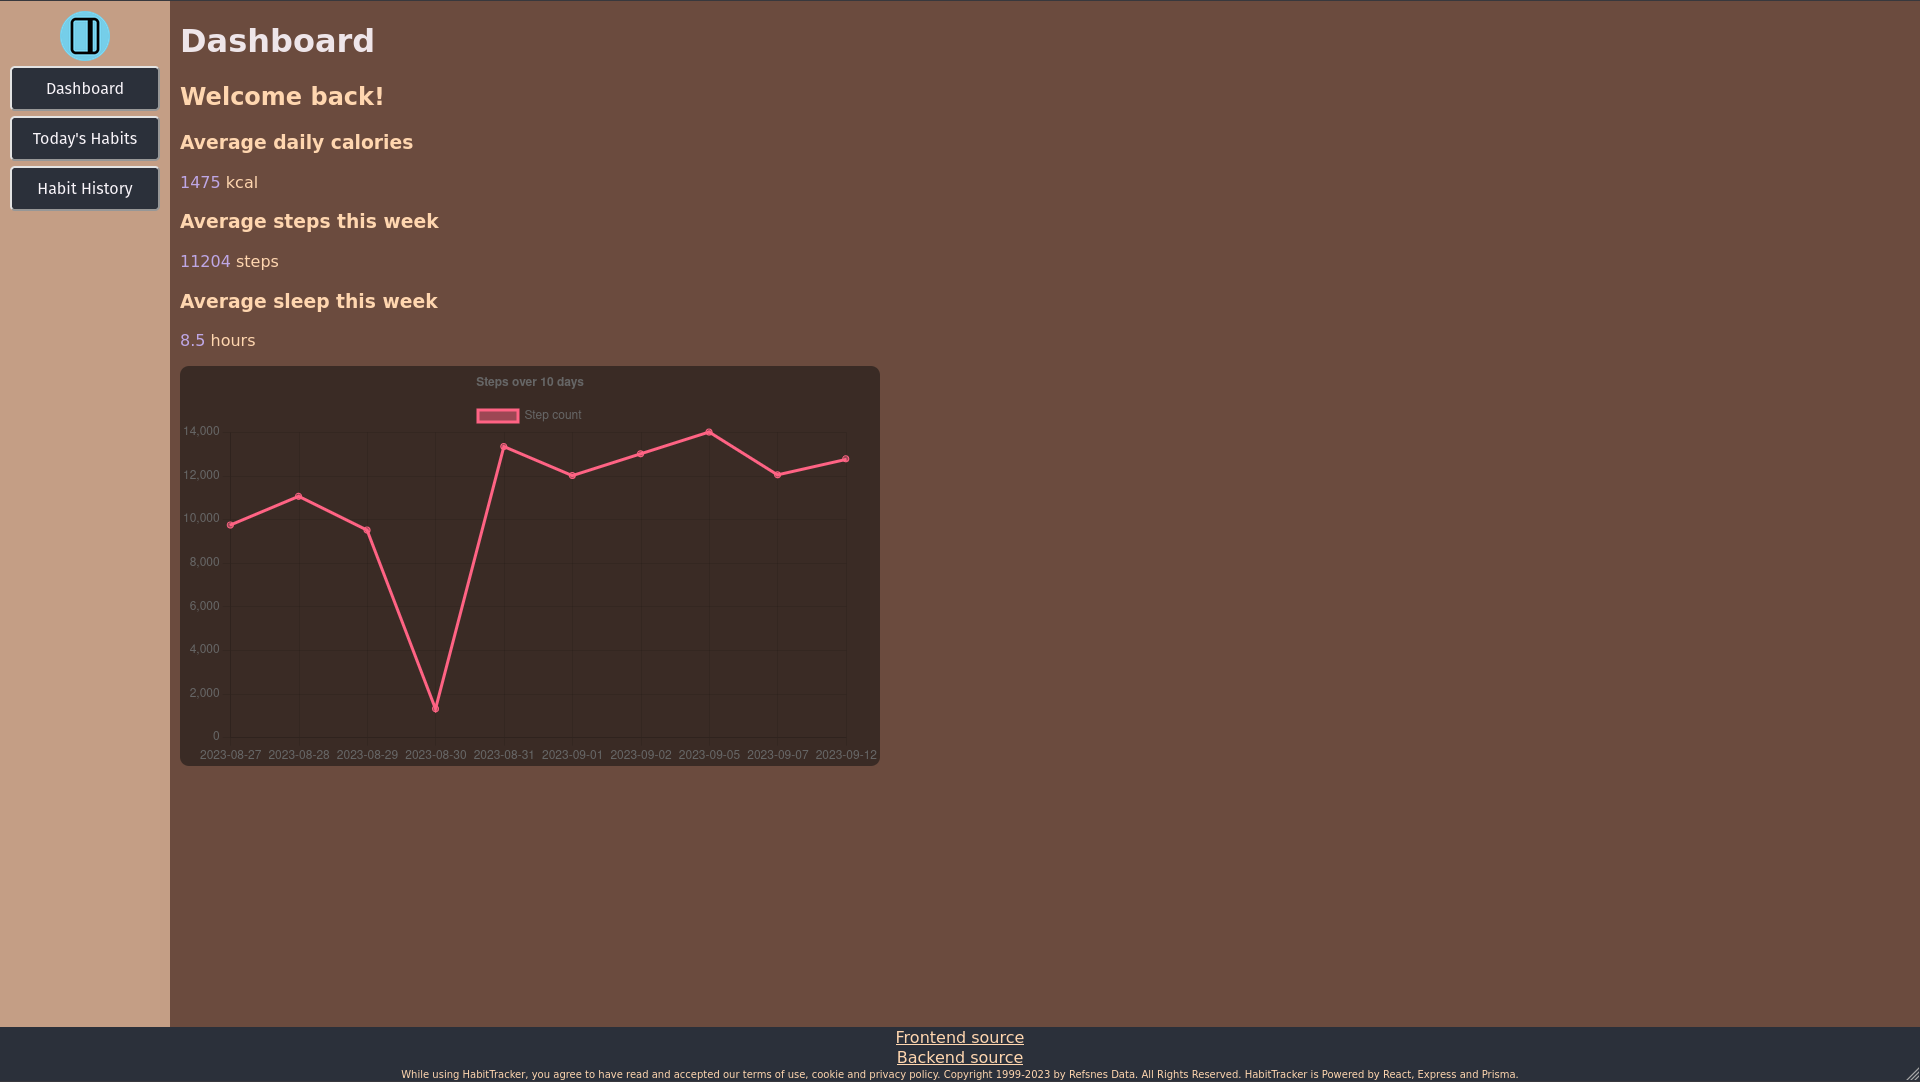 Dashboard
Today's Habits
Habit History
Dashboard
Welcome back!
Average daily calories
1475 kcal
Average steps this week
11204 steps
Average sleep this week
8.5 hours
Steps over 10 days
Step count
14,000
12,000
10,000
8,000
6,000
4,000
2,000
0
2023-08-27 2023-08-28 2023-08-29 2023-08-30 2023-08-31 2023-09-01 2023-09-02 2023-09-05 2023-09-07 2023-09-12
Frontend source
Backend source
While using HabitTracker, you agree to have read and accepted our terms of use, cookie and privacy policy. Copyright 1999-2023 by Refsnes Data. All Rights Reserved. HabitTracker is Powered by React, Express and Prisma.